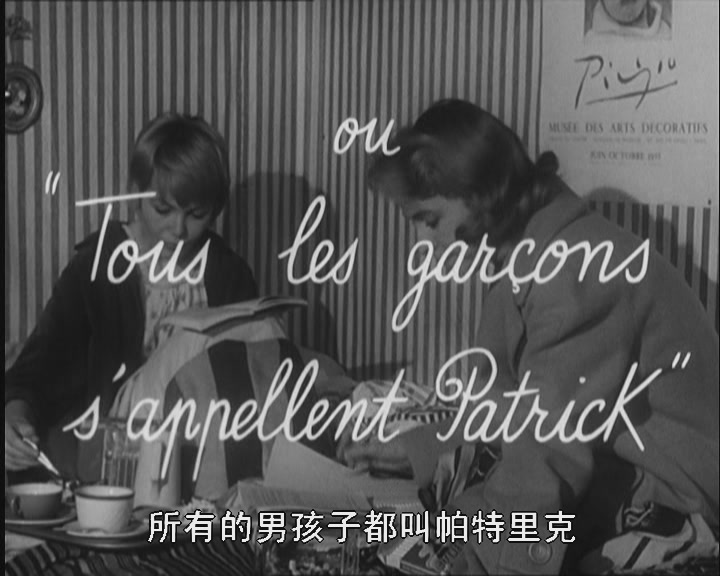 ou
"Tous les garçons
s'appellent Patrick"
Picasso
MUSÉE DES ARTS DECORATIFS
JUIN OCTOBRE 1955
所有的男孩子都叫帕特里克